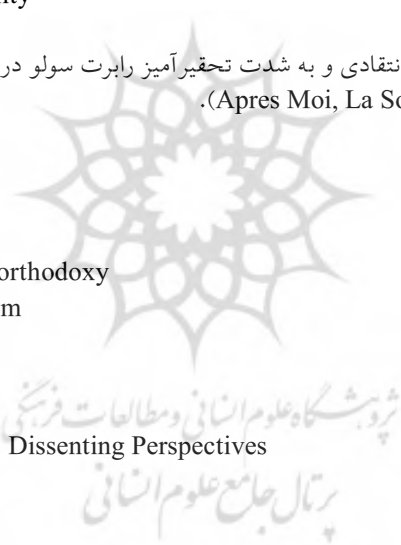 ity
نتقادی و به شدت تحقیرآمیز رابرت سولو در
(Apres Moi, La So.
orthodoxy
m
پژوهشگاه علوم انسانی و مطالعات فرهنگی
Dissenting Perspectives
پرتال جامع علوم انسانی